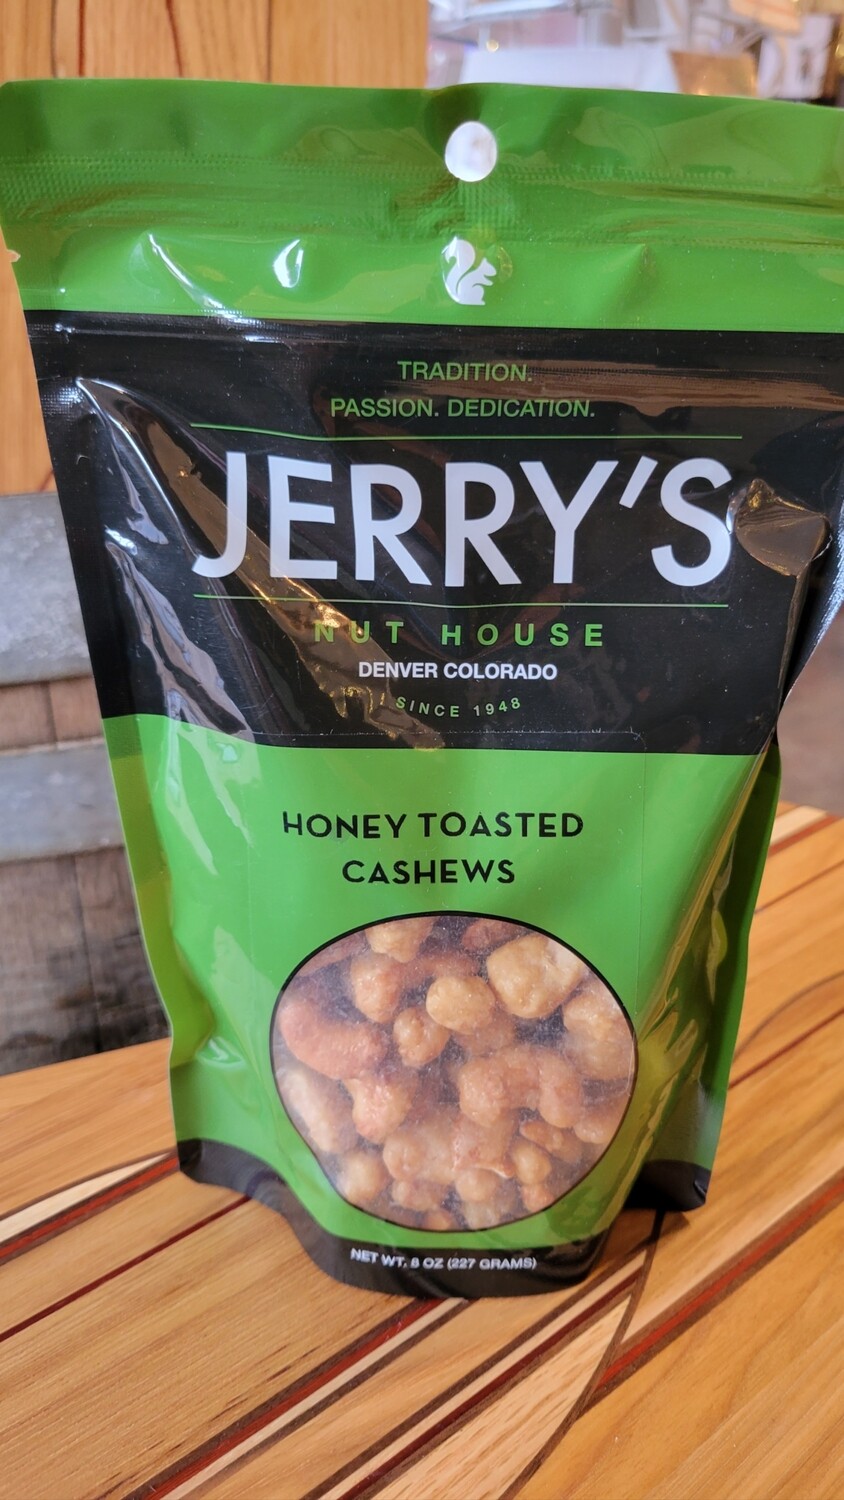 TRADITION.
PASSION. DEDICATION.
JERRY'S
NUT HOUSE
DENVER COLORADO
SINCE 1948
HONEY TOASTED
CASHEWS
NET WT. 8 OZ (227 GRAMS)